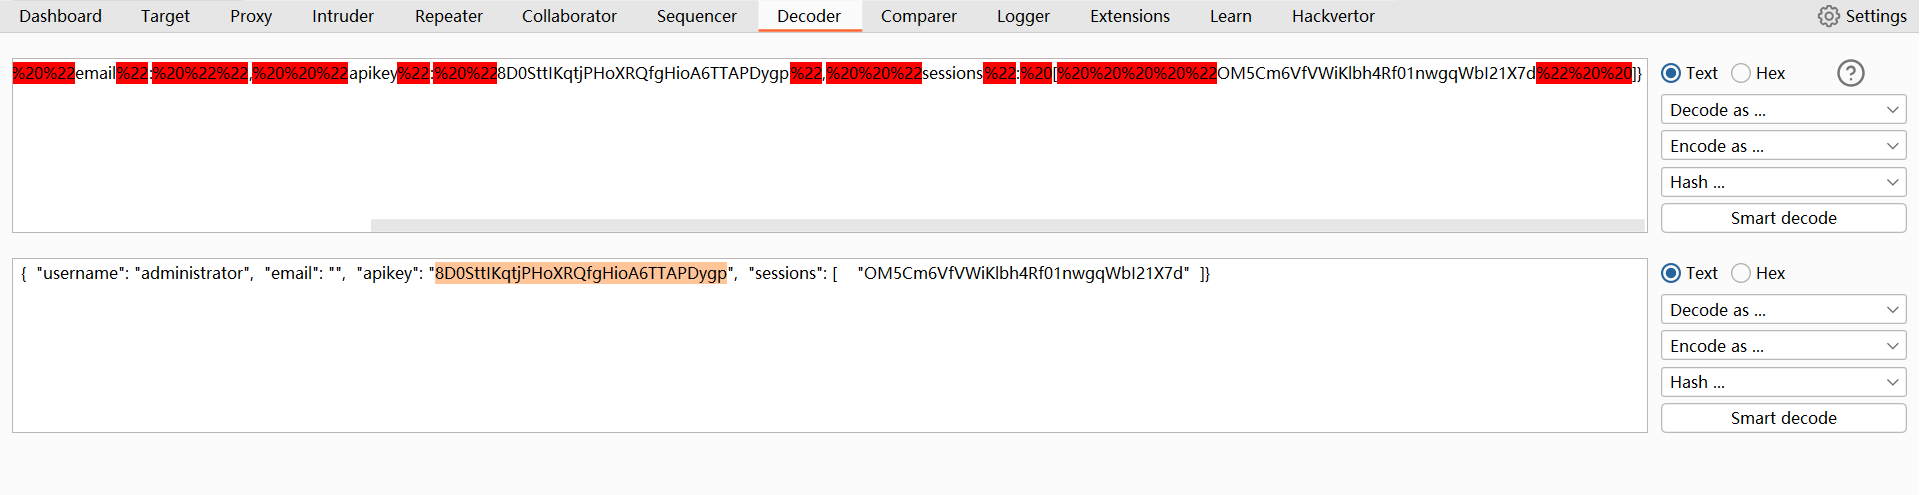 Dashboard Target Proxy Intruder Repeater Collaborator Sequencer Decoder Comparer Logger Extensions Learn Hackvertor Settings
%20%22email%22:%20%22%22,%20%20%22apikey%22:%20%228D0SttIKqtjPHoXRQfgHioA6TTAPDygp%22,%20%20%22sessions%22:%20[%20%20%20%20%22OM5Cm6VfVWiKlbh4Rf01nwgqWbI21X7d%22%20%20]}
Text Hex ?
Decode as ...
Encode as ...
Hash ...
Smart decode
{ "username": "administrator", "email": "", "apikey": "8D0SttIKqtjPHoXRQfgHioA6TTAPDygp", "sessions": [ "OM5Cm6VfVWiKlbh4Rf01nwgqWbI21X7d" ]}
Text Hex
Decode as ...
Encode as ...
Hash ...
Smart decode